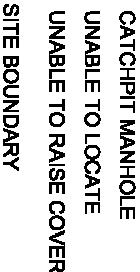 CATCHPIT MANHOLE
UNABLE TO LOCATE
UNABLE TO RAISE COVER
SITE BOUNDARY